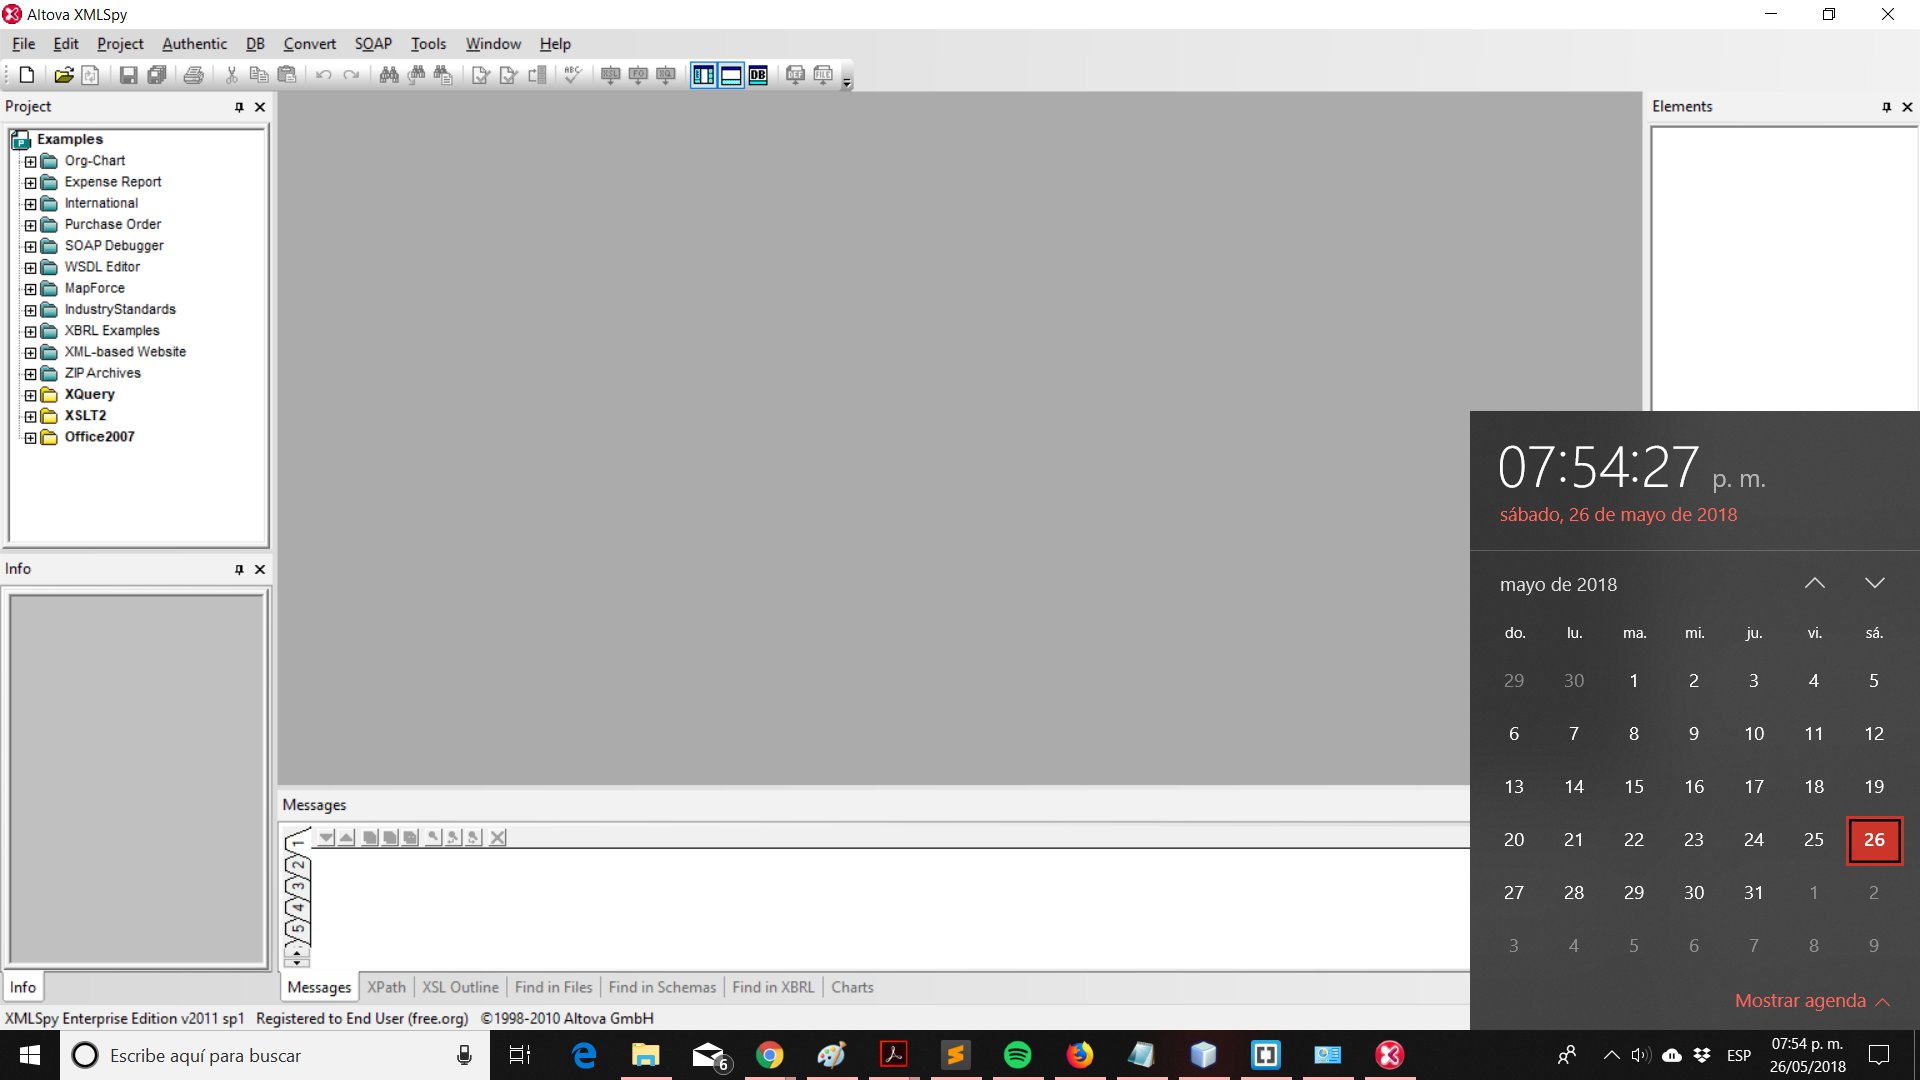 Altova XMLSpy
File Edit Project Authentic DB Convert SOAP Tools Window Help
Project
Examples
Org-Chart
Expense Report
International
Purchase Order
SOAP Debugger
WSDL Editor
MapForce
IndustryStandards
XBRL Examples
XML-based Website
ZIP Archives
XQuery
XSLT2
Office2007
Info
Info
Elements
Messages
1
2
3
4
5
Messages XPath XSL Outline Find in Files Find in Schemas Find in XBRL Charts
XMLSpy Enterprise Edition v2011 sp1 Registered to End User (free.org) ©1998-2010 Altova GmbH
07:54:27 p. m.
sábado, 26 de mayo de 2018
mayo de 2018
do. lu. ma. mi. ju. vi. sá.
29 30 1 2 3 4 5
6 7 8 9 10 11 12
13 14 15 16 17 18 19
20 21 22 23 24 25 26
27 28 29 30 31 1 2
3 4 5 6 7 8 9
Mostrar agenda
Escribe aquí para buscar
6
ESP
07:54 p. m.
26/05/2018